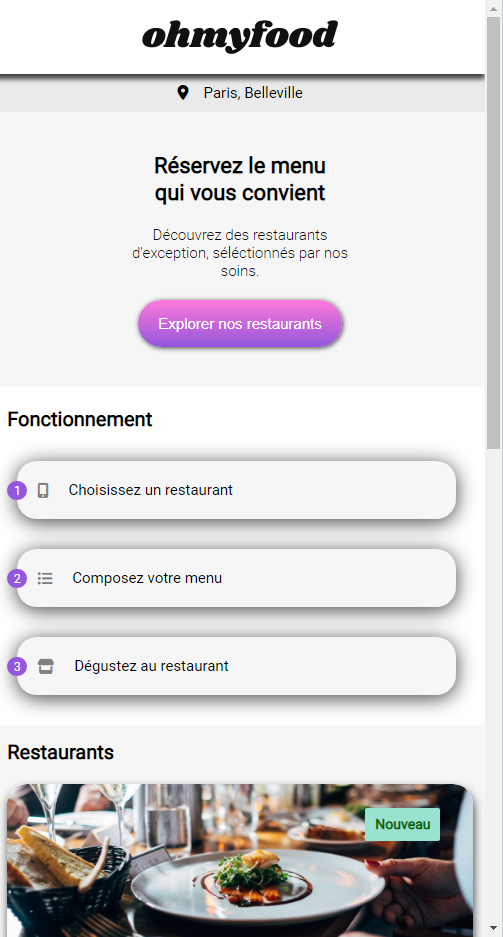 ohmyfood
Paris, Belleville
Réservez le menu
qui vous convient
Découvrez des restaurants
d'exception, séléctionnés par nos
soins.
Explorer nos restaurants
Fonctionnement
1 Choisissez un restaurant
2 Composez votre menu
3 Dégustez au restaurant
Restaurants
Nouveau